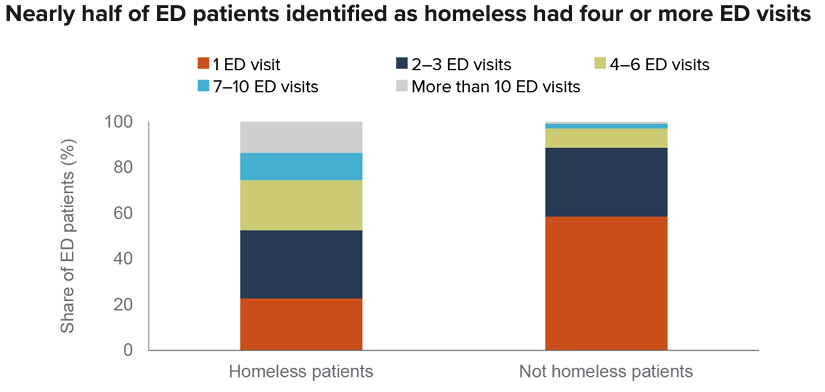 Nearly half of ED patients identified as homeless had four or more ED visits
1 ED visit
2–3 ED visits
4–6 ED visits
7–10 ED visits
More than 10 ED visits
Share of ED patients (%)
100
80
60
40
20
0
Homeless patients
Not homeless patients